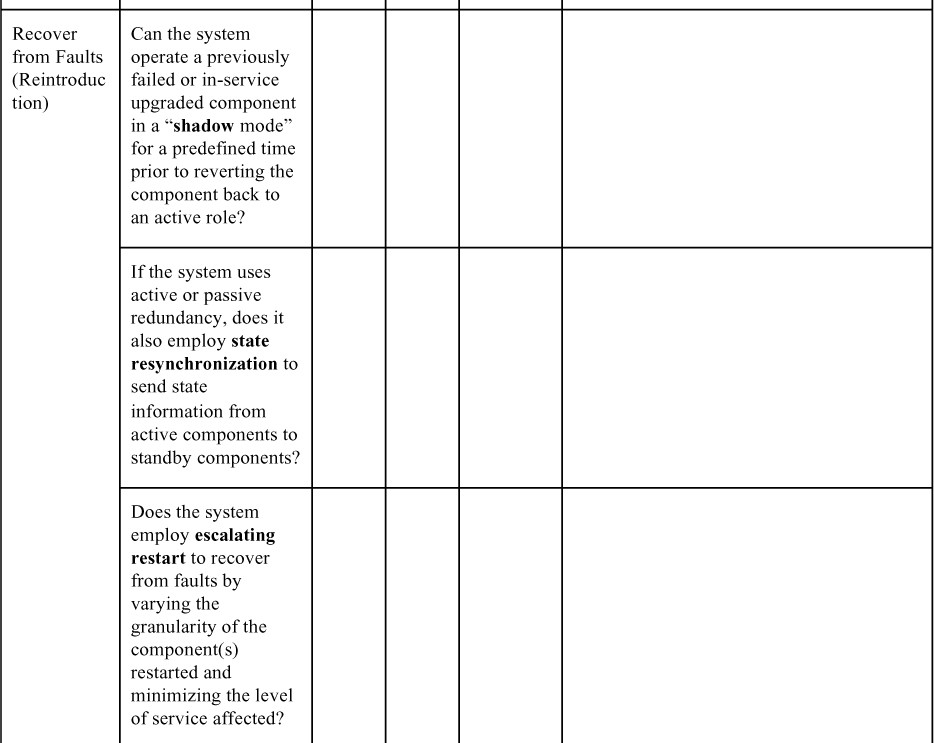 Recover
from Faults
(Reintroduc
tion)
Can the system
operate a previously
failed or in-service
upgraded component
in a “shadow mode”
for a predefined time
prior to reverting the
component back to
an active role?
If the system uses
active or passive
redundancy, does it
also employ state
resynchronization to
send state
information from
active components to
standby components?
Does the system
employ escalating
restart to recover
from faults by
varying the
granularity of the
component(s)
restarted and
minimizing the level
of service affected?